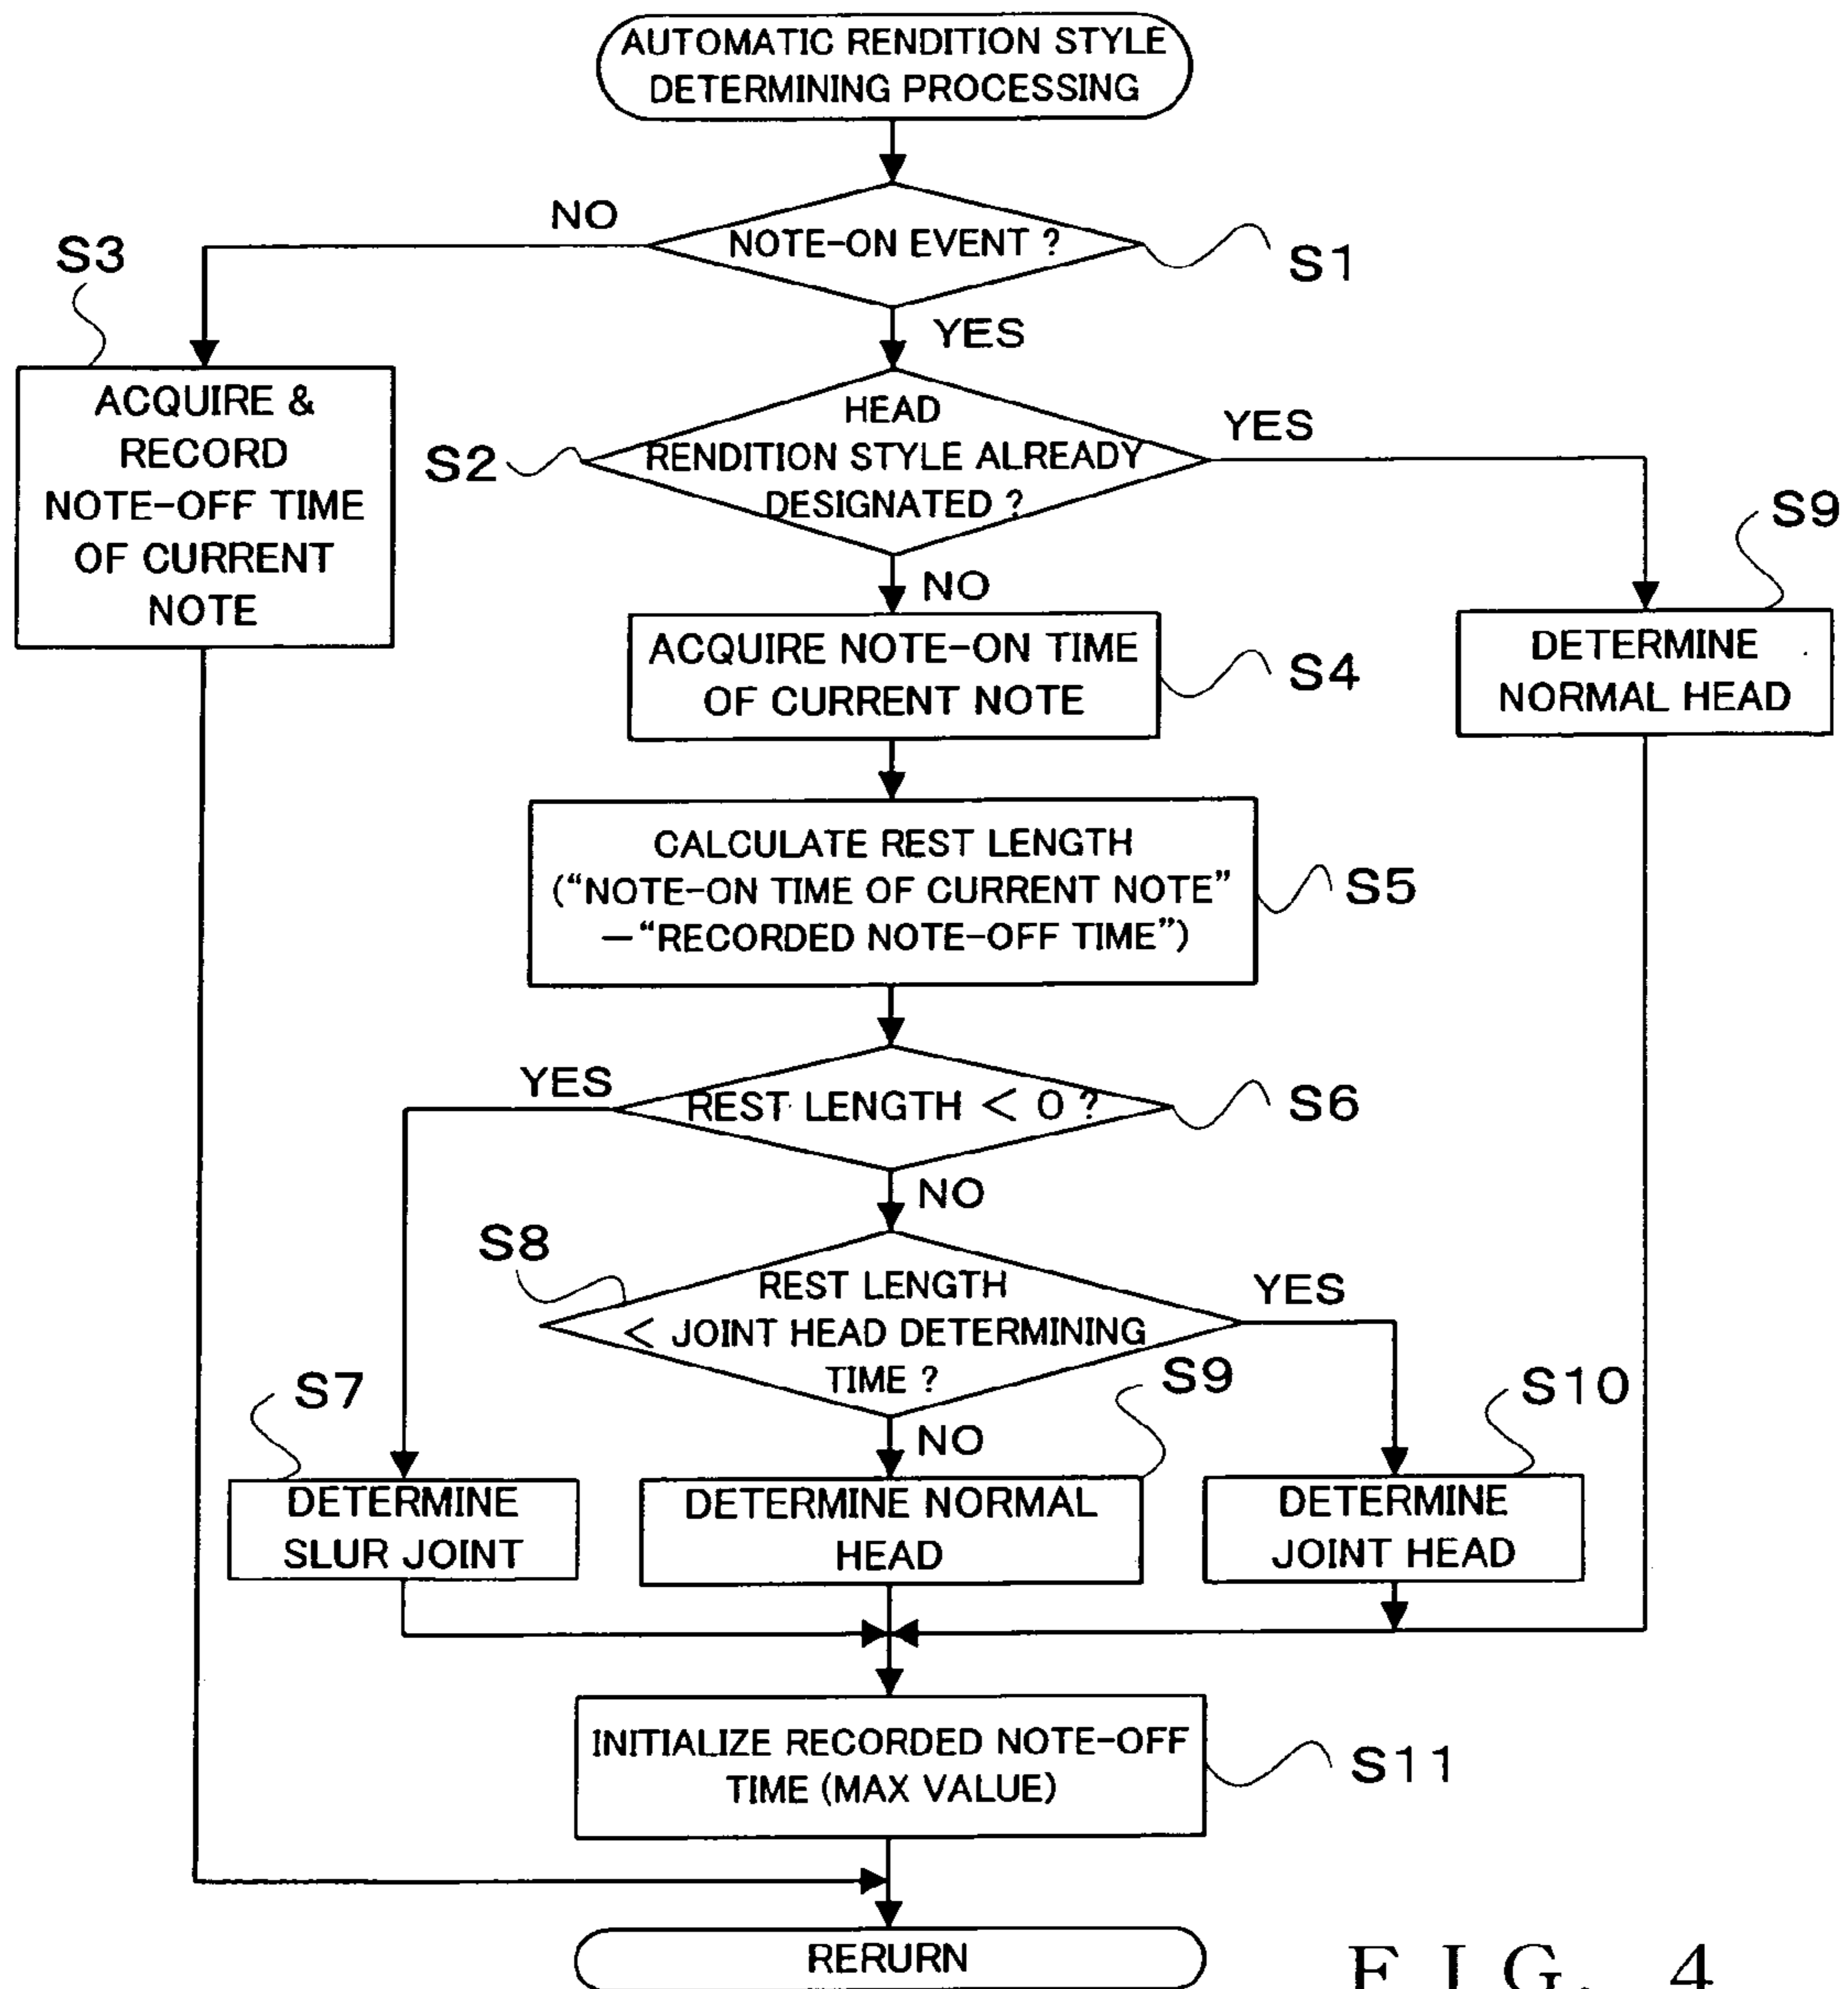 AUTOMATIC RENDITION STYLE
DETERMINING PROCESSING
NO
NOTE-ON EVENT ?
S1
S3
YES
ACQUIRE &
RECORD
NOTE-OFF TIME
OF CURRENT
NOTE
HEAD
RENDITION STYLE ALREADY
DESIGNATED ?
S2
YES
S9
NO
DETERMINE
NORMAL HEAD
ACQUIRE NOTE-ON TIME
OF CURRENT NOTE
S4
CALCULATE REST LENGTH
(“NOTE-ON TIME OF CURRENT NOTE”
—“RECORDED NOTE-OFF TIME”)
S5
YES
REST LENGTH < 0 ?
S6
NO
S8
REST LENGTH
< JOINT HEAD DETERMINING
TIME ?
YES
S7
S9
S10
NO
DETERMINE
SLUR JOINT
DETERMINE NORMAL
HEAD
DETERMINE
JOINT HEAD
INITIALIZE RECORDED NOTE-OFF
TIME (MAX VALUE)
S11
RERURN
FIG. 4